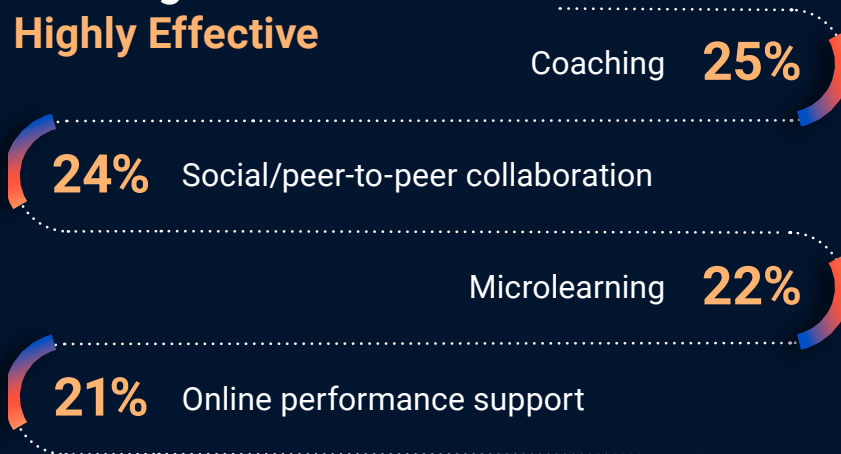 Highly Effective
Coaching 25%
24% Social/peer-to-peer collaboration
Microlearning 22%
21% Online performance support